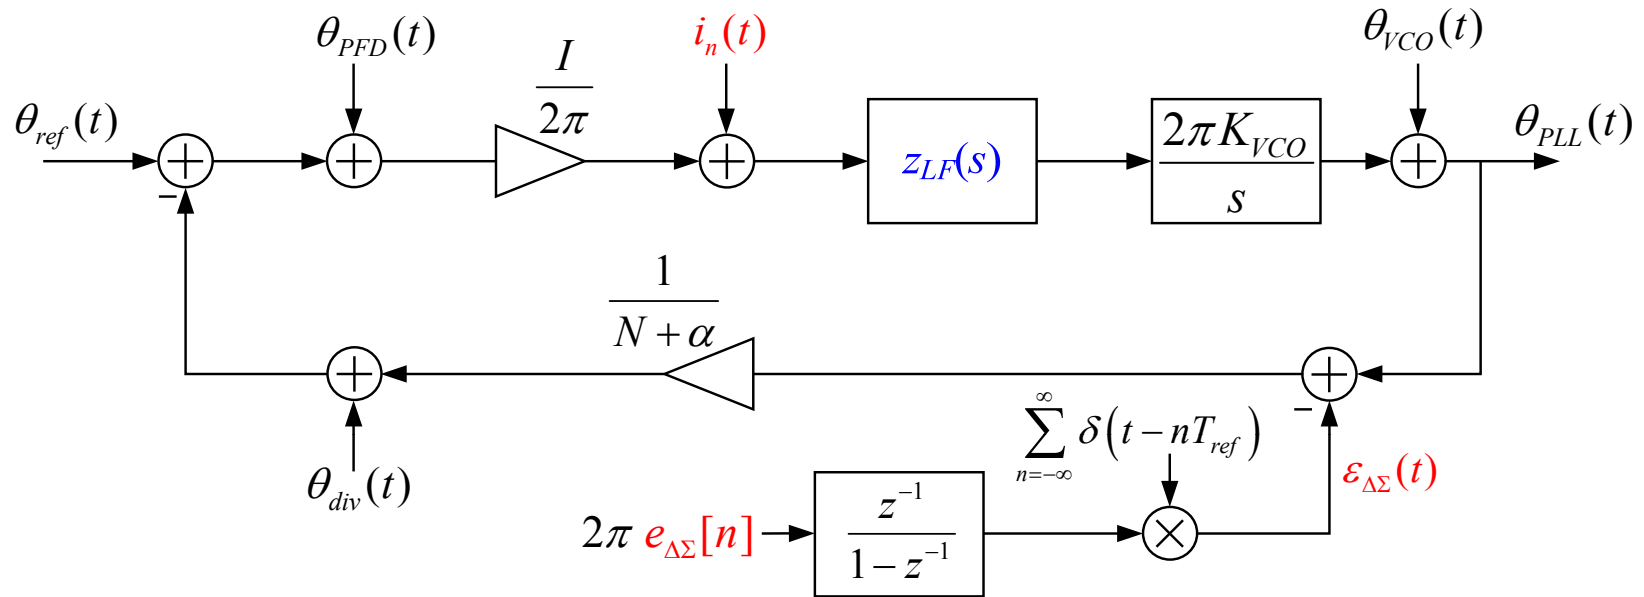 θ_ref(t)
θ_PFD(t)
I
2π
i_n(t)
z_LF(s)
2πK_VCO
s
θ_VCO(t)
θ_PLL(t)
+
+
+
+
−
1
N + α
+
+
−
θ_div(t)
∞
∑ δ(t − nT_ref)
n=−∞
ε_ΔΣ(t)
2π e_ΔΣ[n]
z⁻¹
1 − z⁻¹
×